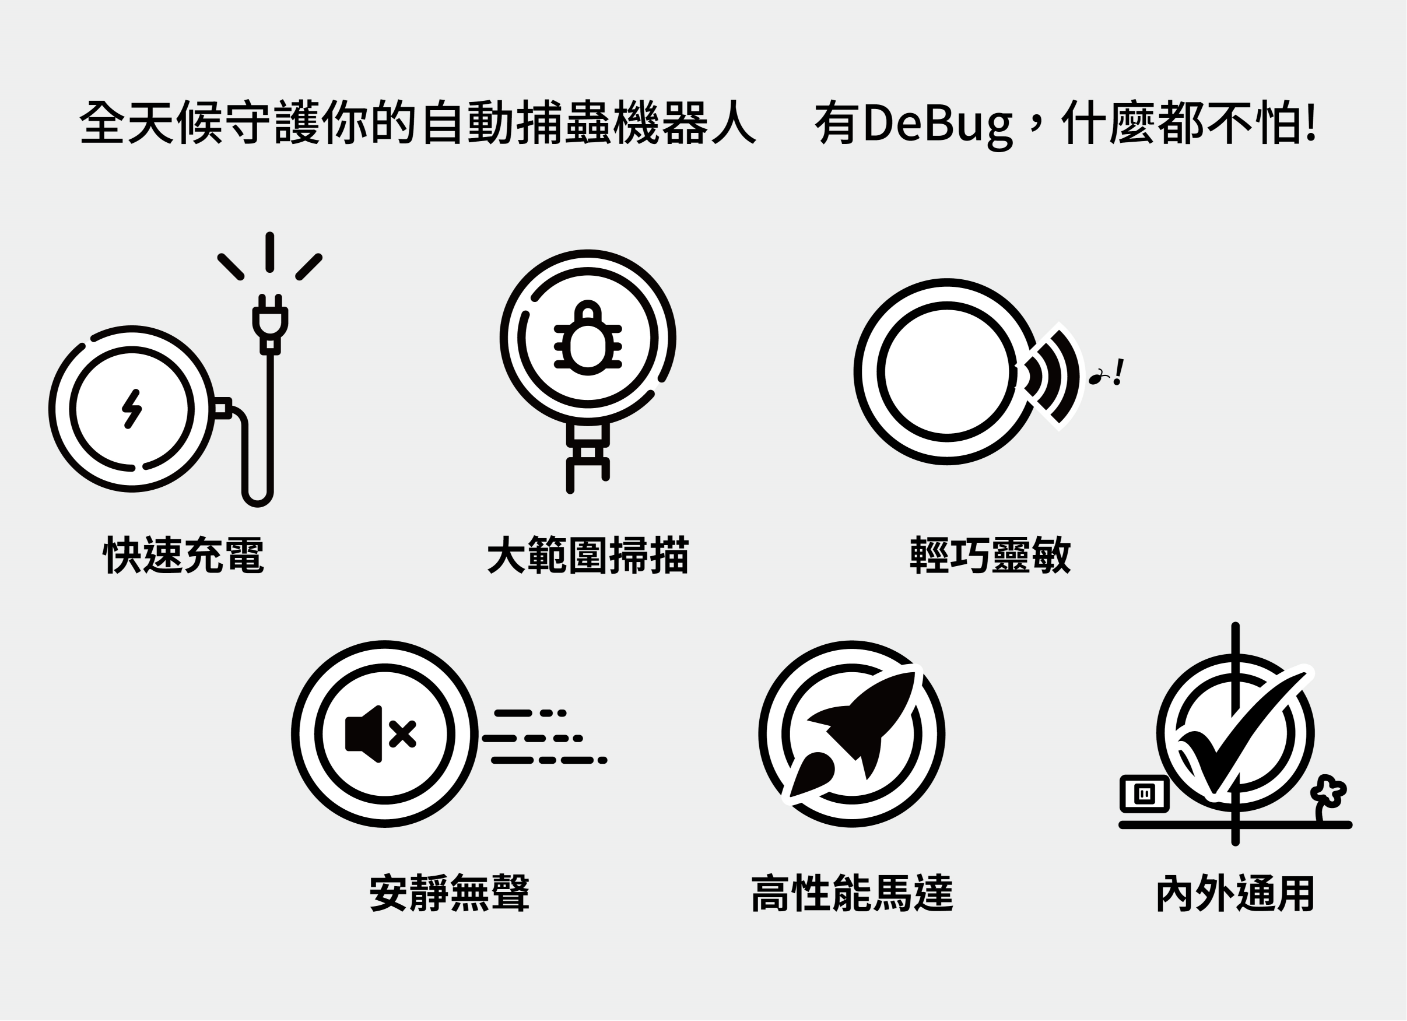 全天候守護你的自動捕蟲機器人 有DeBug，什麼都不怕!
快速充電
大範圍掃描
輕巧靈敏
安靜無聲
高性能馬達
內外通用